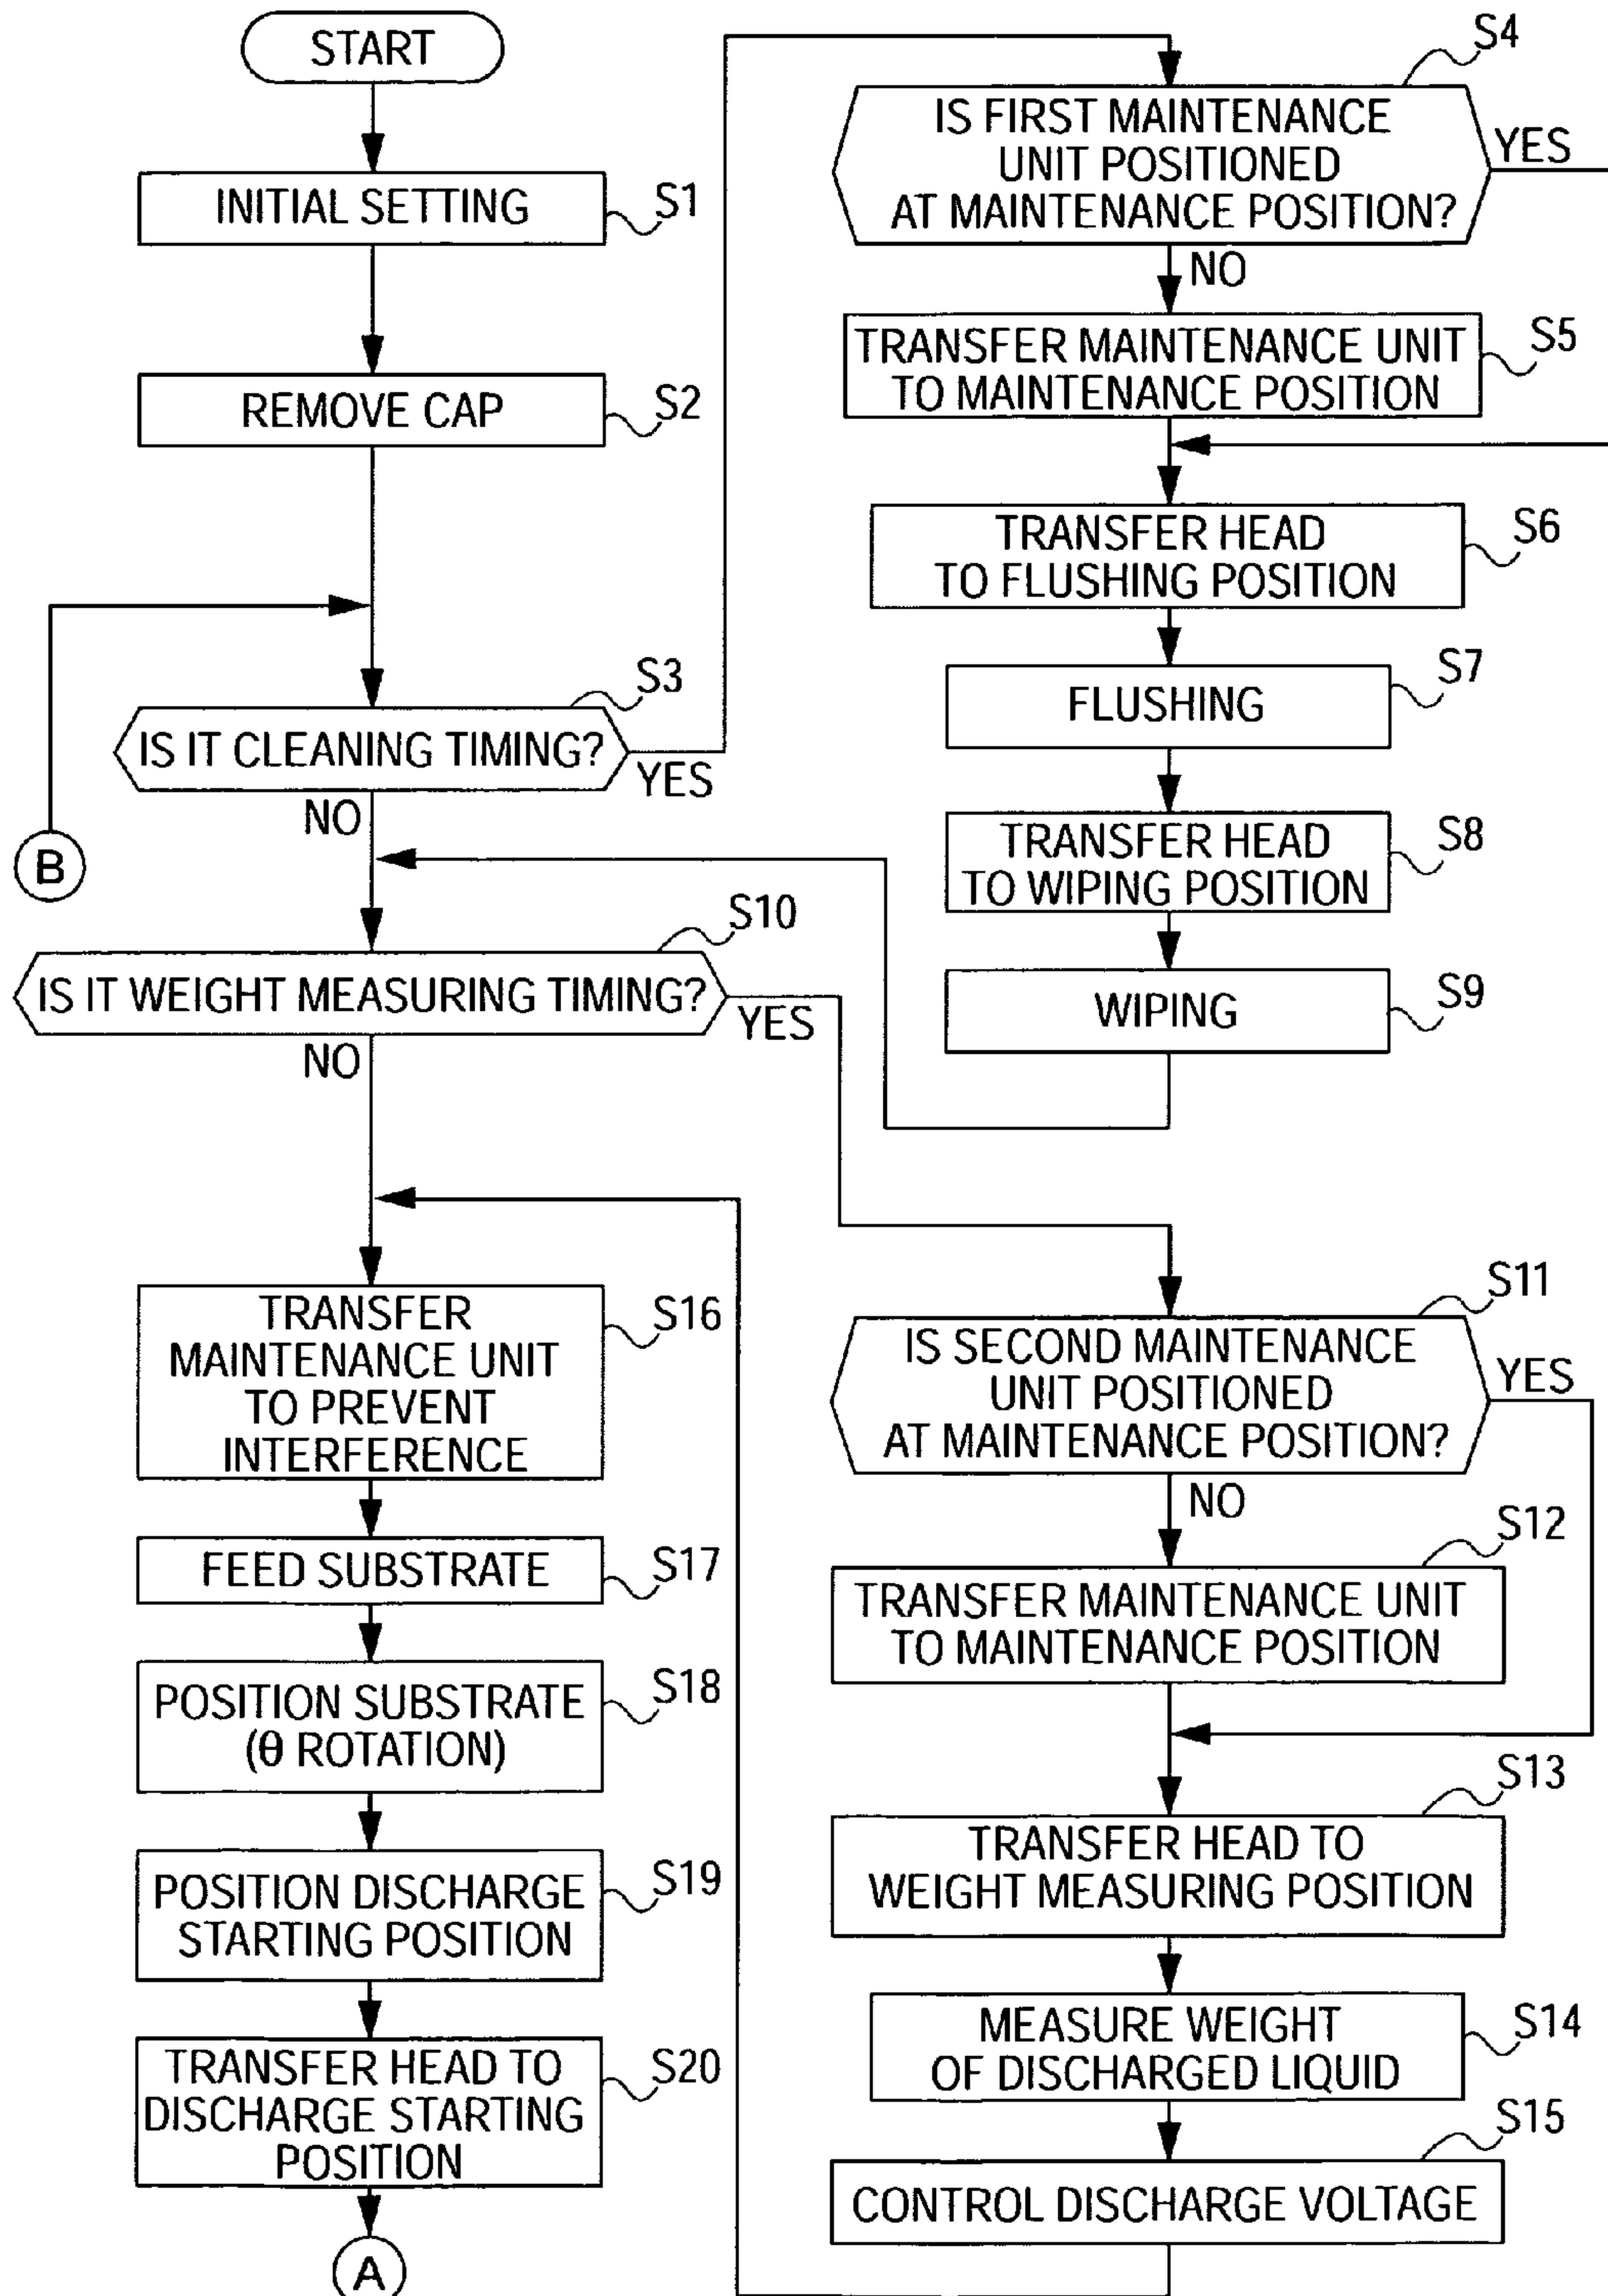 START
INITIAL SETTING
S1
REMOVE CAP
S2
S3
IS IT CLEANING TIMING?
YES
NO
B
S4
IS FIRST MAINTENANCE
UNIT POSITIONED
AT MAINTENANCE POSITION?
YES
NO
TRANSFER MAINTENANCE UNIT
TO MAINTENANCE POSITION
S5
TRANSFER HEAD
TO FLUSHING POSITION
S6
FLUSHING
S7
TRANSFER HEAD
TO WIPING POSITION
S8
WIPING
S9
S10
IS IT WEIGHT MEASURING TIMING?
YES
NO
S11
IS SECOND MAINTENANCE
UNIT POSITIONED
AT MAINTENANCE POSITION?
YES
NO
S12
TRANSFER MAINTENANCE UNIT
TO MAINTENANCE POSITION
S13
TRANSFER HEAD TO
WEIGHT MEASURING POSITION
MEASURE WEIGHT
OF DISCHARGED LIQUID
S14
S15
CONTROL DISCHARGE VOLTAGE
TRANSFER
MAINTENANCE UNIT
TO PREVENT
INTERFERENCE
S16
FEED SUBSTRATE
S17
POSITION SUBSTRATE
(θ ROTATION)
S18
POSITION DISCHARGE
STARTING POSITION
S19
TRANSFER HEAD TO
DISCHARGE STARTING
POSITION
S20
A